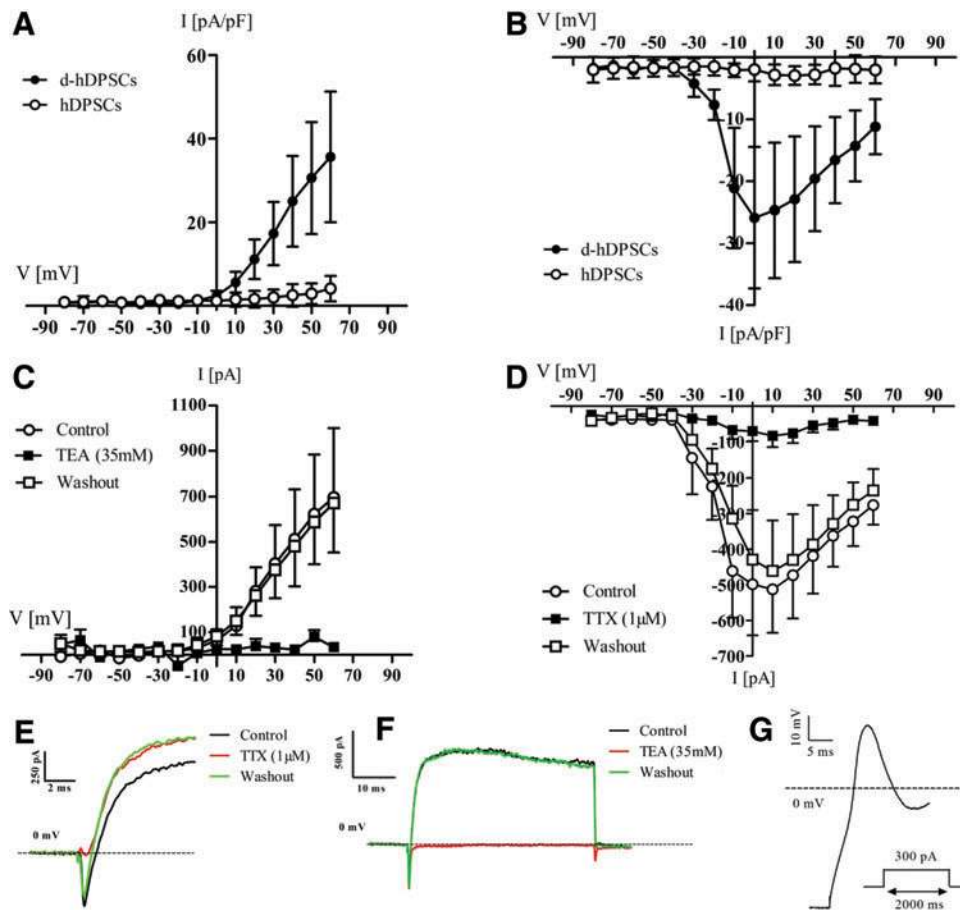 A
I [pA/pF]
60
40
20
d-hDPSCs
hDPSCs
V [mV]
-90 -70 -50 -30 -10 10 30 50 70 90
B
V [mV]
-90 -70 -50 -30 -10 10 30 50 70 90
-10
-20
-30
-40
d-hDPSCs
hDPSCs
I [pA/pF]
C
I [pA]
1100
900
700
500
300
100
Control
TEA (35mM)
Washout
V [mV]
-90 -70 -50 -30 -10 10 30 50 70 90
D
V [mV]
-90 -70 -50 -30 -10 10 30 50 70 90
-100
-200
-300
-400
-500
-600
-700
Control
TTX (1μM)
Washout
I [pA]
E
250 pA
2 ms
Control
TTX (1μM)
Washout
0 mV
F
500 pA
10 ms
Control
TEA (35mM)
Washout
0 mV
G
10 mV
5 ms
0 mV
300 pA
2000 ms